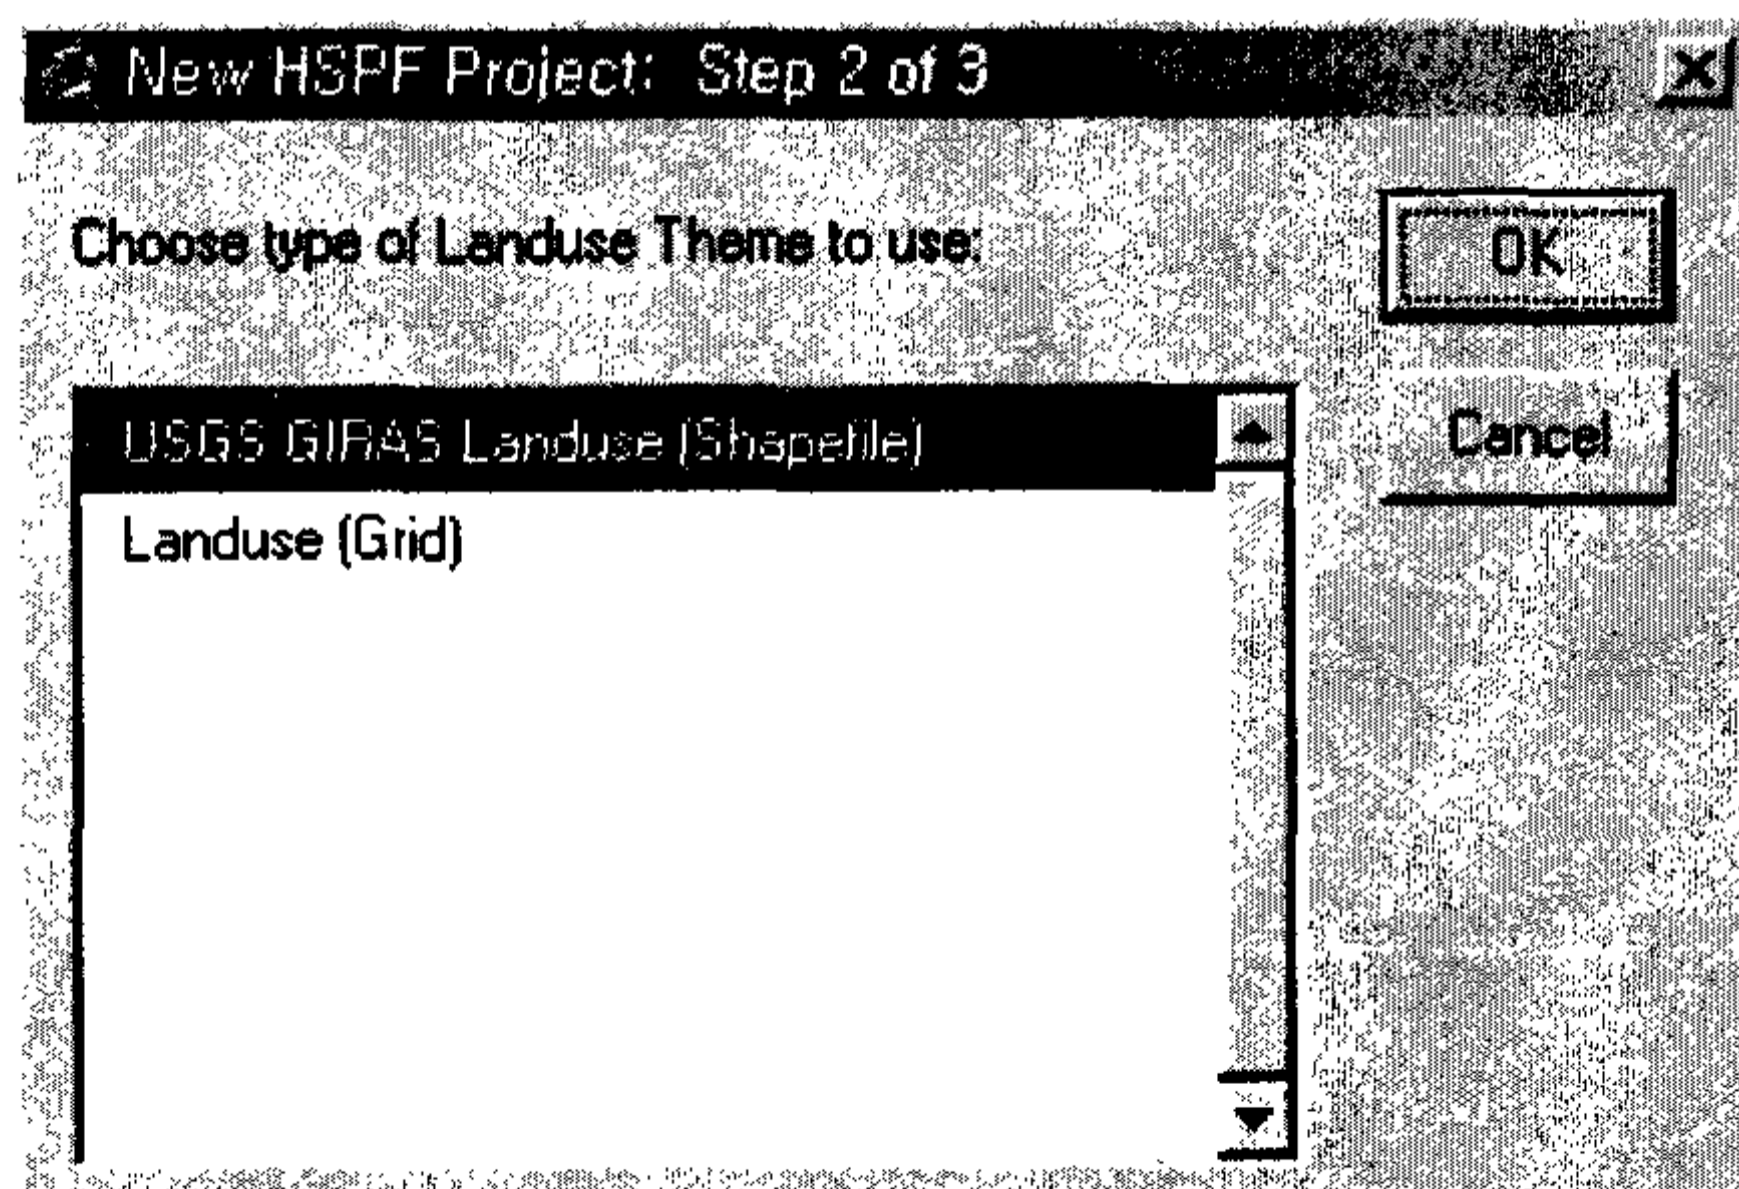 New HSPF Project: Step 2 of 3
Choose type of Landuse Theme to use:
OK
Cancel
USGS GIRAS Landuse (Shapefile)
Landuse (Grid)